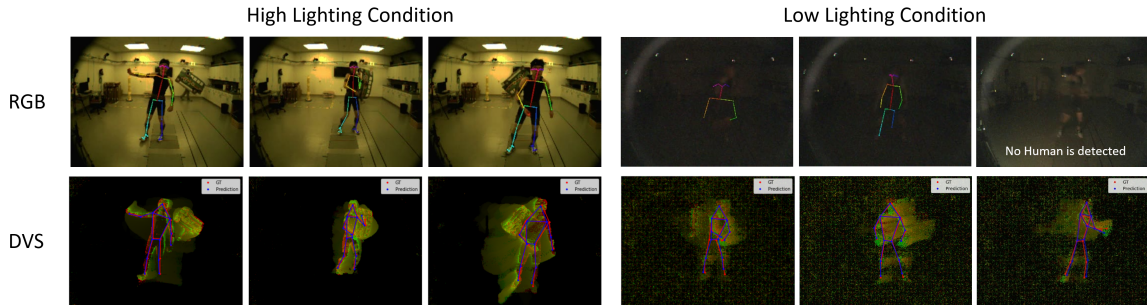 High Lighting Condition
Low Lighting Condition
RGB
No Human is detected
DVS
GT
Prediction
GT
Prediction
GT
Prediction
GT
Prediction
GT
Prediction
GT
Prediction